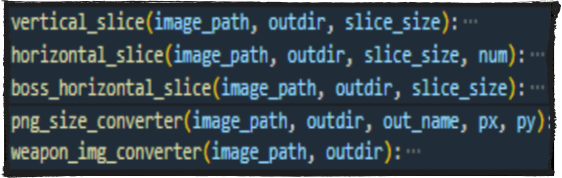 vertical_slice(image_path, outdir, slice_size):···
horizontal_slice(image_path, outdir, slice_size, num):···
boss_horizontal_slice(image_path, outdir, slice_size):···
png_size_converter(image_path, outdir, out_name, px, py):
weapon_img_converter(image_path, outdir):···